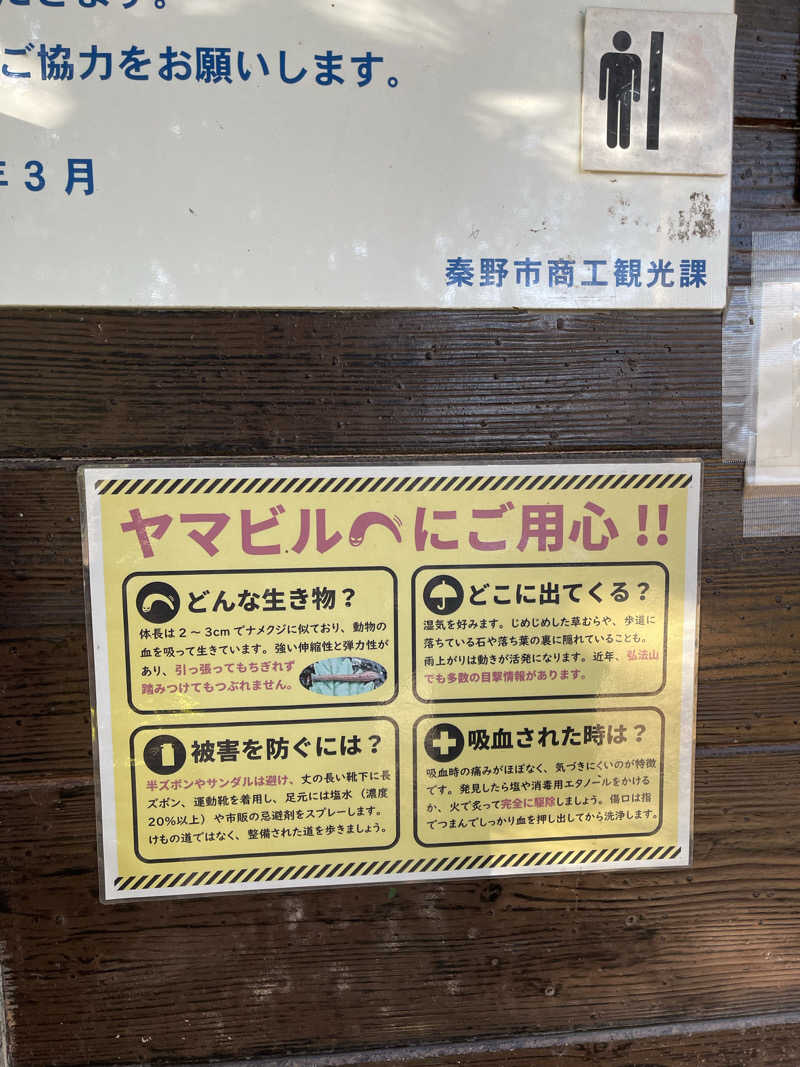 ご協力をお願いします。
3月
秦野市商工観光課
ヤマビルにご用心!!
どんな生き物？
体長は2～3cmでナメクジに似ており、動物の
血を吸って生きています。強い伸縮性と弾力性が
あり、引っ張ってもちぎれず
踏みつけてもつぶれません。
どこに出てくる？
湿気を好みます。じめじめした草むらや、歩道に
落ちている石や落ち葉の裏に隠れていることも。
雨上がりは動きが活発になります。近年、弘法山
でも多数の目撃情報があります。
被害を防ぐには？
半ズボンやサンダルは避け、丈の長い靴下に長
ズボン、運動靴を着用し、足元には塩水（濃度
20%以上）や市販の忌避剤をスプレーします。
けもの道ではなく、整備された道を歩きましょう。
吸血された時は？
吸血時の痛みがほぼなく、気づきにくいのが特徴
です。発見したら塩や消毒用エタノールをかける
か、火で炙って完全に駆除しましょう。傷口は指
でつまんでしっかり血を押し出してから洗浄します。